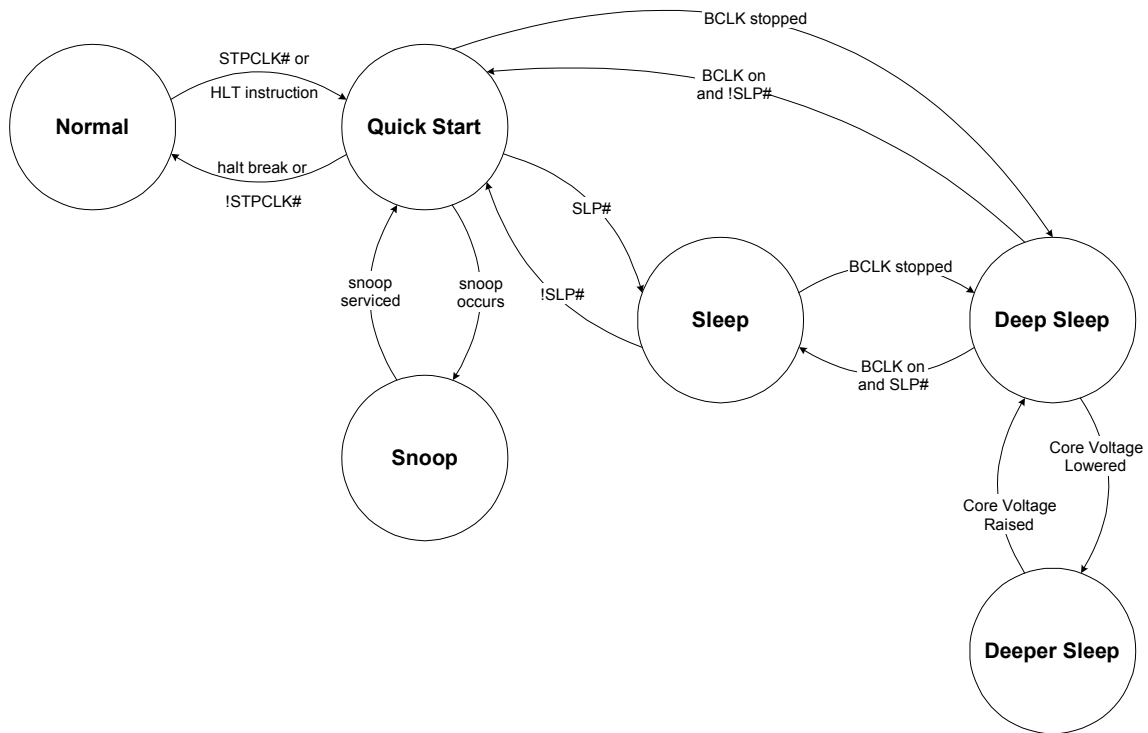 BCLK stopped
STPCLK# or
HLT instruction
BCLK on
and !SLP#
Normal
Quick Start
halt break or
!STPCLK#
SLP#
snoop
serviced
snoop
occurs
!SLP#
BCLK stopped
Sleep
Deep Sleep
BCLK on
and SLP#
Snoop
Core Voltage
Lowered
Core Voltage
Raised
Deeper Sleep